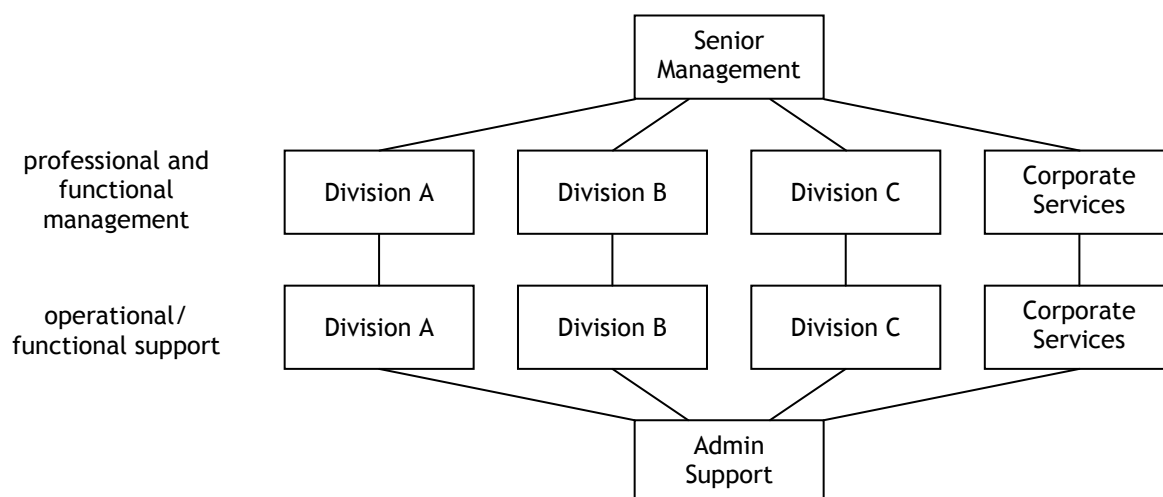 Senior
Management
professional and
functional
management
Division A
Division B
Division C
Corporate
Services
operational/
functional support
Division A
Division B
Division C
Corporate
Services
Admin
Support